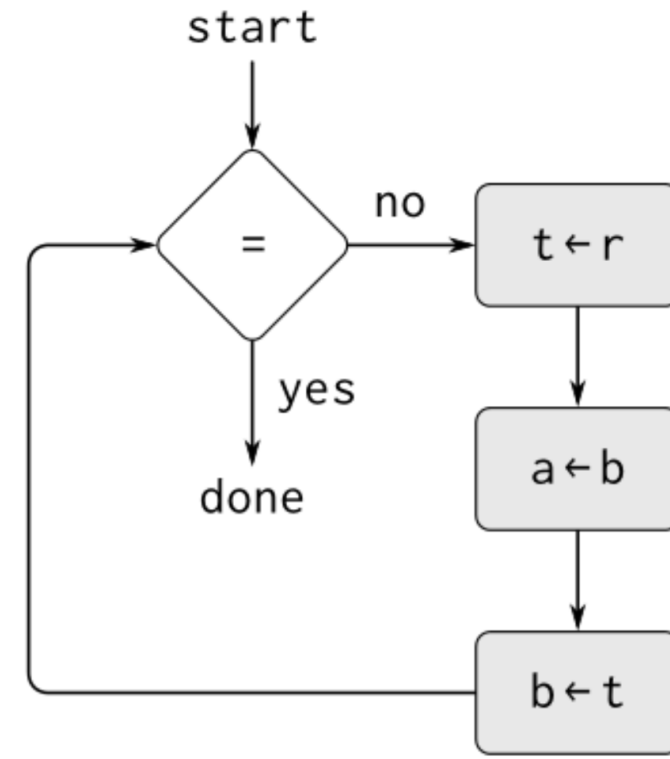 start
=
no
t←r
yes
a←b
done
b←t